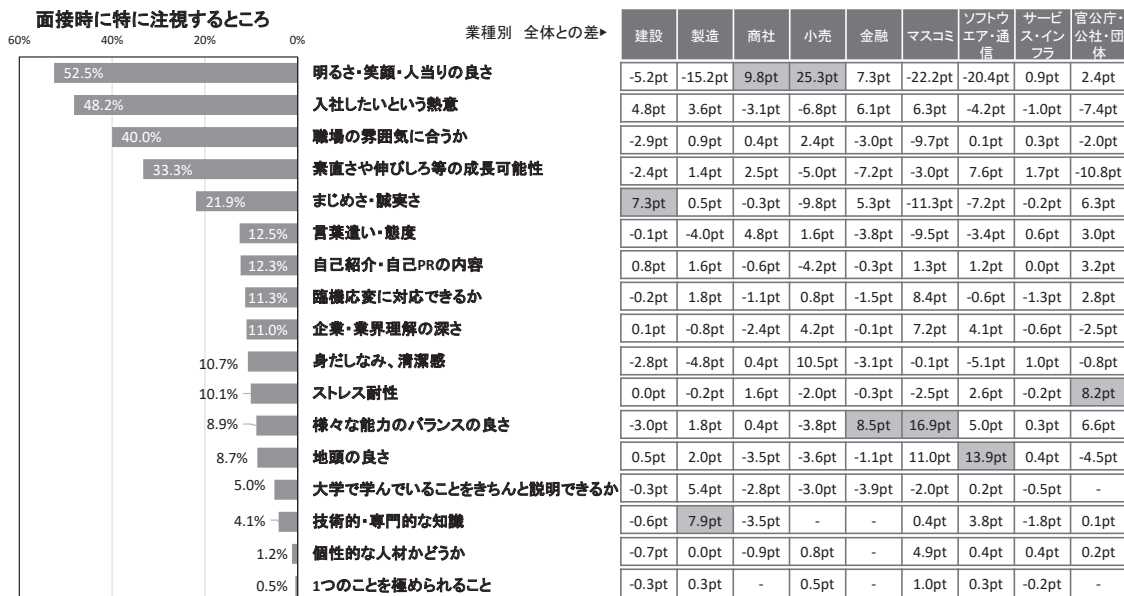 面接時に特に注視するところ
60% 40% 20% 0%
業種別 全体との差▶
建設 製造 商社 小売 金融 マスコミ ソフトウエア・通信 サービス・インフラ 官公庁・公社・団体
52.5% 明るさ・笑顔・人当りの良さ -5.2pt -15.2pt 9.8pt 25.3pt 7.3pt -22.2pt -20.4pt 0.9pt 2.4pt
48.2% 入社したいという熱意 4.8pt 3.6pt -3.1pt -6.8pt 6.1pt 6.3pt -4.2pt -1.0pt -7.4pt
40.0% 職場の雰囲気に合うか -2.9pt 0.9pt 0.4pt 2.4pt -3.0pt -9.7pt 0.1pt 0.3pt -2.0pt
33.3% 素直さや伸びしろ等の成長可能性 -2.4pt 1.4pt 2.5pt -5.0pt -7.2pt -3.0pt 7.6pt 1.7pt -10.8pt
21.9% まじめさ・誠実さ 7.3pt 0.5pt -0.3pt -9.8pt 5.3pt -11.3pt -7.2pt -0.2pt 6.3pt
12.5% 言葉遣い・態度 -0.1pt -4.0pt 4.8pt 1.6pt -3.8pt -9.5pt -3.4pt 0.6pt 3.0pt
12.3% 自己紹介・自己PRの内容 0.8pt 1.6pt -0.6pt -4.2pt -0.3pt 1.3pt 1.2pt 0.0pt 3.2pt
11.3% 臨機応変に対応できるか -0.2pt 1.8pt -1.1pt 0.8pt -1.5pt 8.4pt -0.6pt -1.3pt 2.8pt
11.0% 企業・業界理解の深さ 0.1pt -0.8pt -2.4pt 4.2pt -0.1pt 7.2pt 4.1pt -0.6pt -2.5pt
10.7% 身だしなみ、清潔感 -2.8pt -4.8pt 0.4pt 10.5pt -3.1pt -0.1pt -5.1pt 1.0pt -0.8pt
10.1% ストレス耐性 0.0pt -0.2pt 1.6pt -2.0pt -0.3pt -2.5pt 2.6pt -0.2pt 8.2pt
8.9% 様々な能力のバランスの良さ -3.0pt 1.8pt 0.4pt -3.8pt 8.5pt 16.9pt 5.0pt 0.3pt 6.6pt
8.7% 地頭の良さ 0.5pt 2.0pt -3.5pt -3.6pt -1.1pt 11.0pt 13.9pt 0.4pt -4.5pt
5.0% 大学で学んでいることをきちんと説明できるか -0.3pt 5.4pt -2.8pt -3.0pt -3.9pt -2.0pt 0.2pt -0.5pt -
4.1% 技術的・専門的な知識 -0.6pt 7.9pt -3.5pt - - 0.4pt 3.8pt -1.8pt 0.1pt
1.2% 個性的な人材かどうか -0.7pt 0.0pt -0.9pt 0.8pt - 4.9pt 0.4pt 0.4pt 0.2pt
0.5% 1つのことを極められること -0.3pt 0.3pt - 0.5pt - 1.0pt 0.3pt -0.2pt -